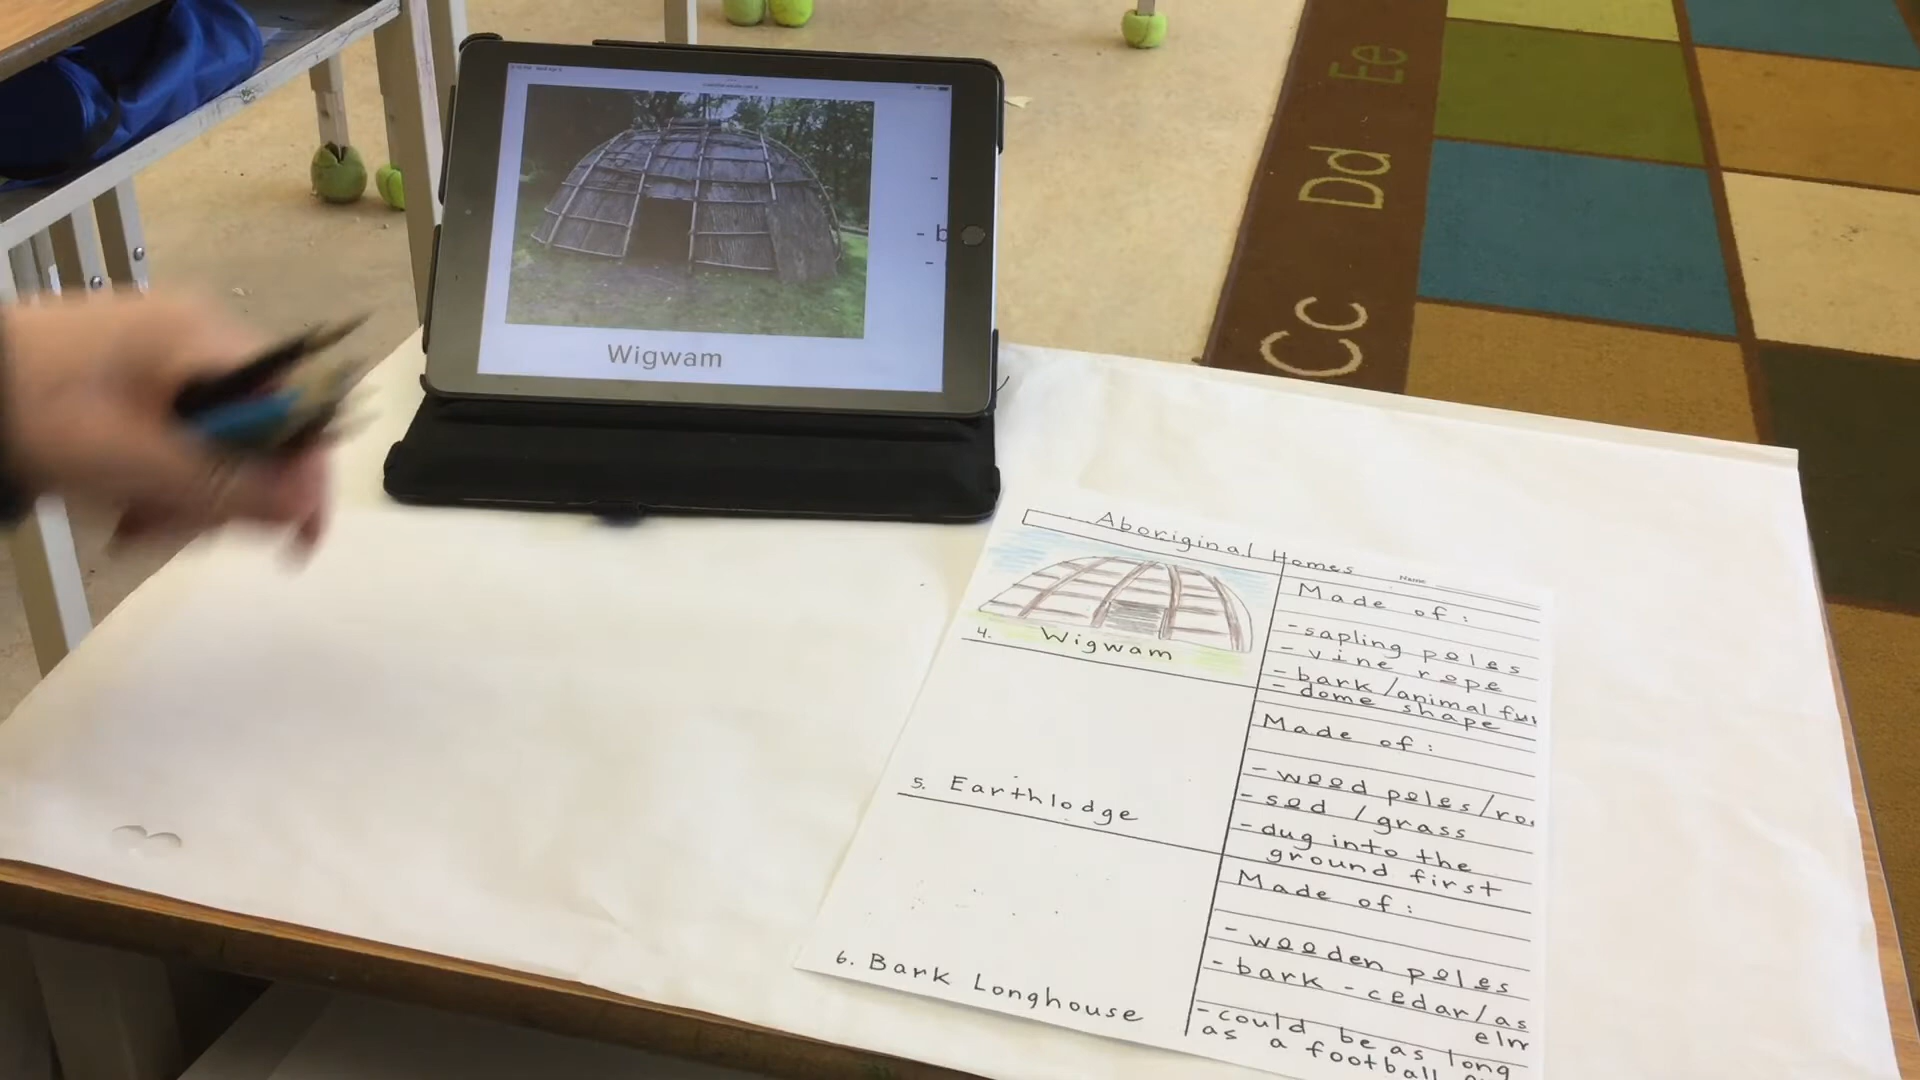 Ee
Dd
Cc
- b
Wigwam
Aboriginal Homes
Name
4. Wigwam
Made of:
- sapling poles
- vine rope
- bark/animal fur
- dome shape
5. Earthlodge
Made of:
- wood poles/
- sod / grass
- dug into the
ground first
6. Bark Longhouse
Made of:
- wooden poles
- bark - cedar/as
elm
- could be as long
as a football